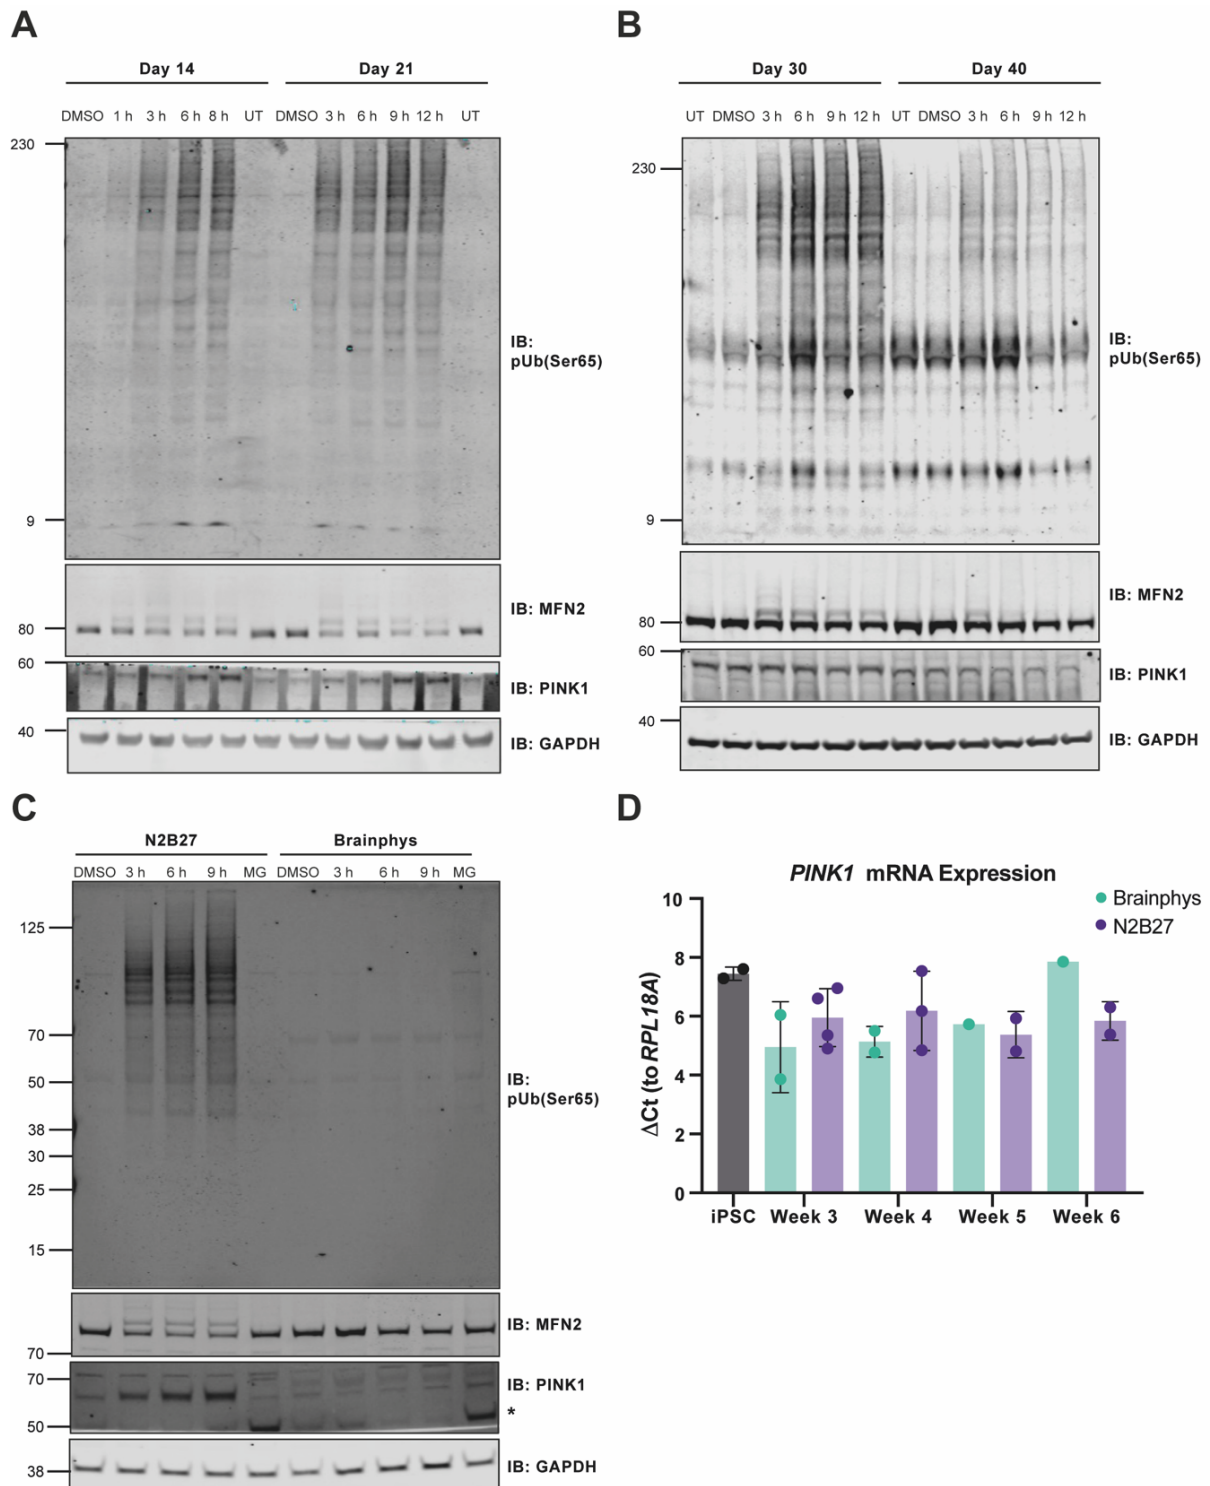 A
Day 14 Day 21
DMSO 1 h 3 h 6 h 8 h UT DMSO 3 h 6 h 9 h 12 h UT
230
IB:
pUb(Ser65)
9
IB: MFN2
80
60
IB: PINK1
40
IB: GAPDH
B
Day 30 Day 40
UT DMSO 3 h 6 h 9 h 12 h UT DMSO 3 h 6 h 9 h 12 h
230
IB:
pUb(Ser65)
9
IB: MFN2
80
60
IB: PINK1
40
IB: GAPDH
C
N2B27 Brainphys
DMSO 3 h 6 h 9 h MG DMSO 3 h 6 h 9 h MG
125
70
50
IB:
pUb(Ser65)
38
30
25
15
IB: MFN2
70
70
IB: PINK1
*
50
IB: GAPDH
38
D
PINK1 mRNA Expression
Brainphys
N2B27
ΔCt (to RPL18A)
10
8
6
4
2
0
iPSC Week 3 Week 4 Week 5 Week 6